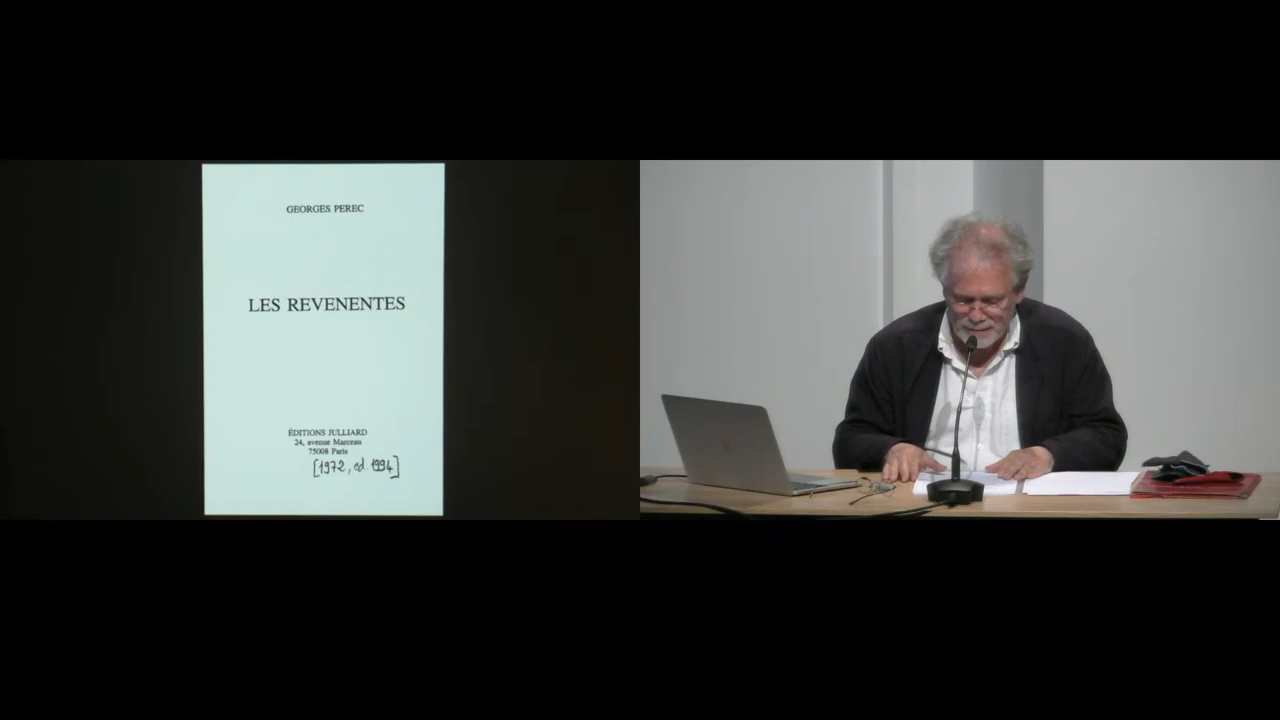 GEORGES PEREC
LES REVENENTES
ÉDITIONS JULLIARD
24, avenue Marceau
75008 Paris
[1972, ed. 1994]